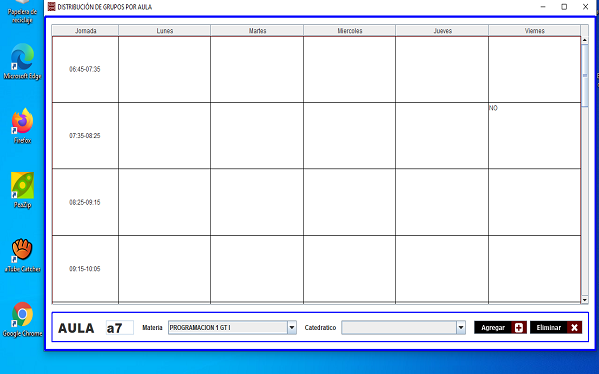 Papelera de
reciclaje
Microsoft Edge
Firefox
PeaZip
aTube Catcher
Google Chrome
DISTRIBUCIÓN DE GRUPOS POR AULA
Jornada Lunes Martes Miercoles Jueves Viernes
06:45-07:35
07:35-08:25 NO
08:25-09:15
09:15-10:05
AULA a7 Materia PROGRAMACION 1 GT I Catedratico Agregar Eliminar